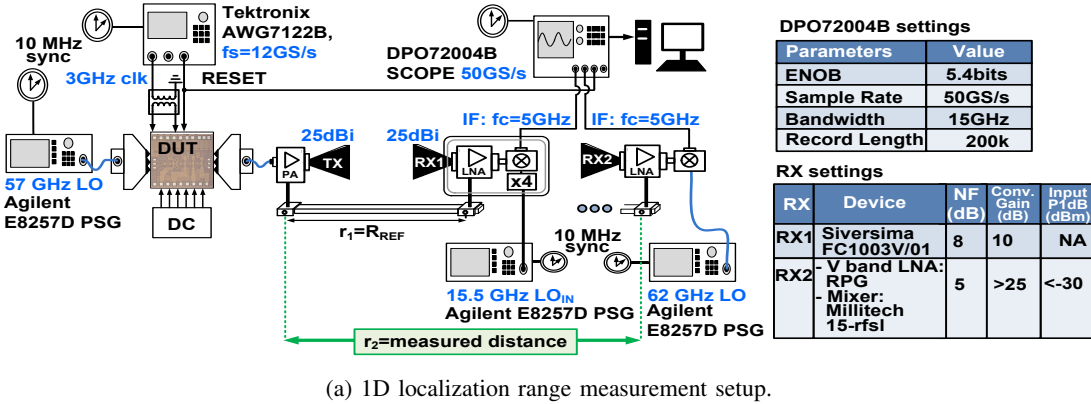 Tektronix
AWG7122B,
fs=12GS/s
10 MHz
sync
3GHz clk
RESET
DPO72004B
SCOPE 50GS/s
IF: fc=5GHz
IF: fc=5GHz
DUT
25dBi
TX
PA
25dBi
RX1
LNA
x4
RX2
LNA
57 GHz LO
Agilent
E8257D PSG
DC
r1=RREF
10 MHz
sync
15.5 GHz LOIN
Agilent E8257D PSG
62 GHz LO
Agilent
E8257D PSG
r2=measured distance
DPO72004B settings
Parameters Value
ENOB 5.4bits
Sample Rate 50GS/s
Bandwidth 15GHz
Record Length 200k
RX settings
RX Device NF (dB) Conv. Gain (dB) Input P1dB (dBm)
RX1 Siversima FC1003V/01 8 10 NA
RX2 - V band LNA: RPG - Mixer: Millitech 15-rfsl 5 >25 <-30
(a) 1D localization range measurement setup.